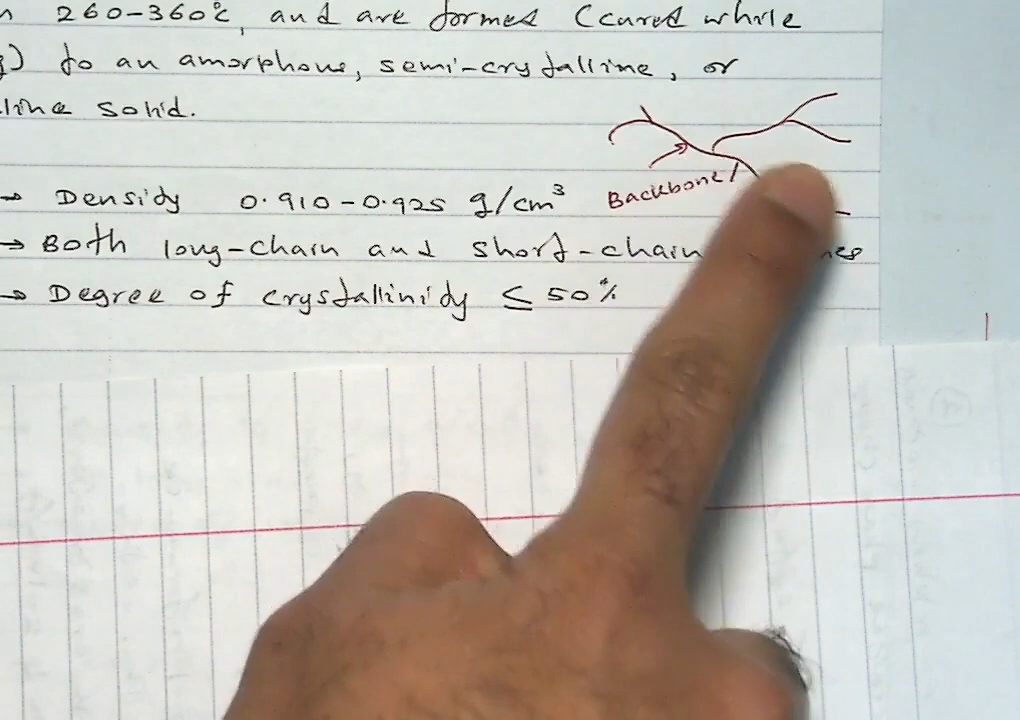 260-360°C, and are formed (cured while
to an amorphous, semi-crystalline, or
solid.
→ Density 0.910-0.925 g/cm³
Backbone
→ Both long-chain and short-chain
→ Degree of crystallinity ≤ 50%